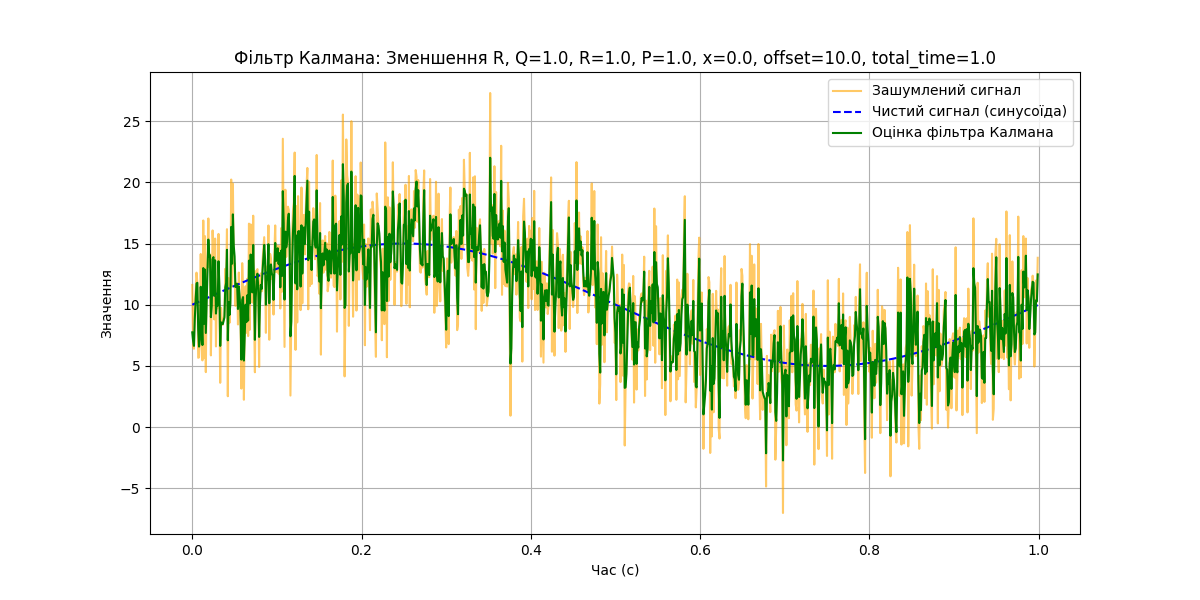 Фільтр Калмана: Зменшення R, Q=1.0, R=1.0, P=1.0, x=0.0, offset=10.0, total_time=1.0
Зашумлений сигнал
Чистий сигнал (синусоїда)
Оцінка фільтра Калмана
Значення
25
20
15
10
5
0
−5
0.0 0.2 0.4 0.6 0.8 1.0
Час (с)